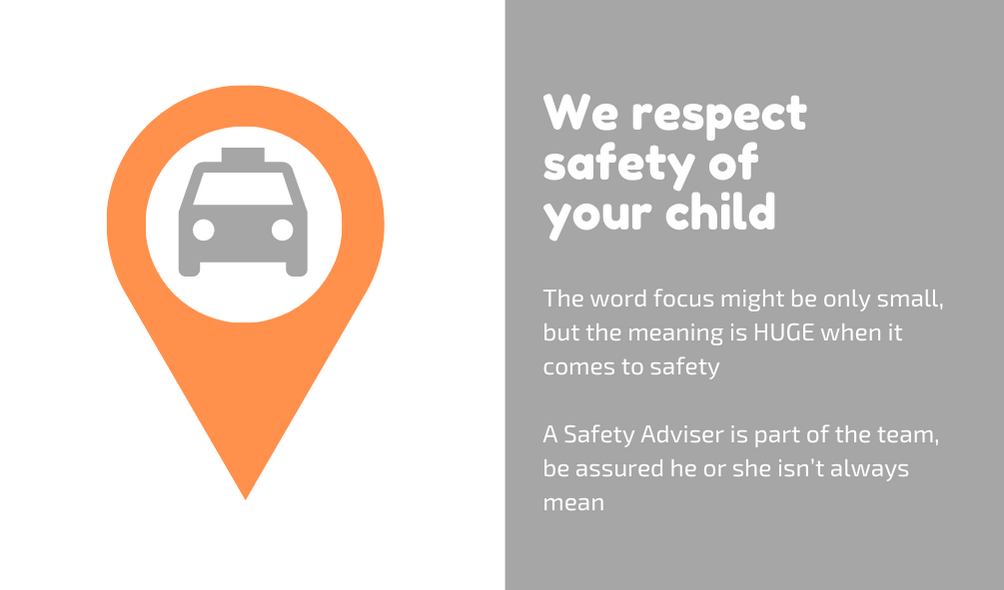 We respect
safety of
your child
The word focus might be only small,
but the meaning is HUGE when it
comes to safety
A Safety Adviser is part of the team,
be assured he or she isn't always
mean